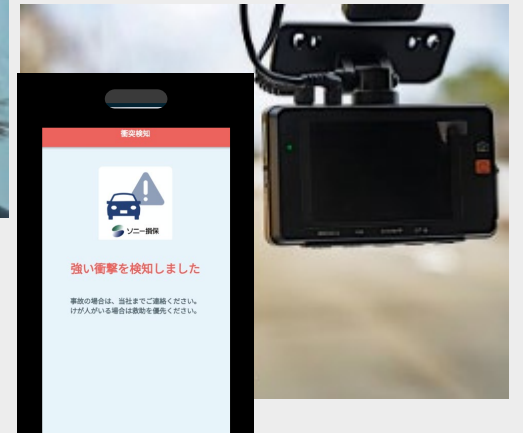 衝突検知
ソニー損保
強い衝撃を検知しました
事故の場合は、当社までご連絡ください。
けが人がいる場合は救助を優先ください。